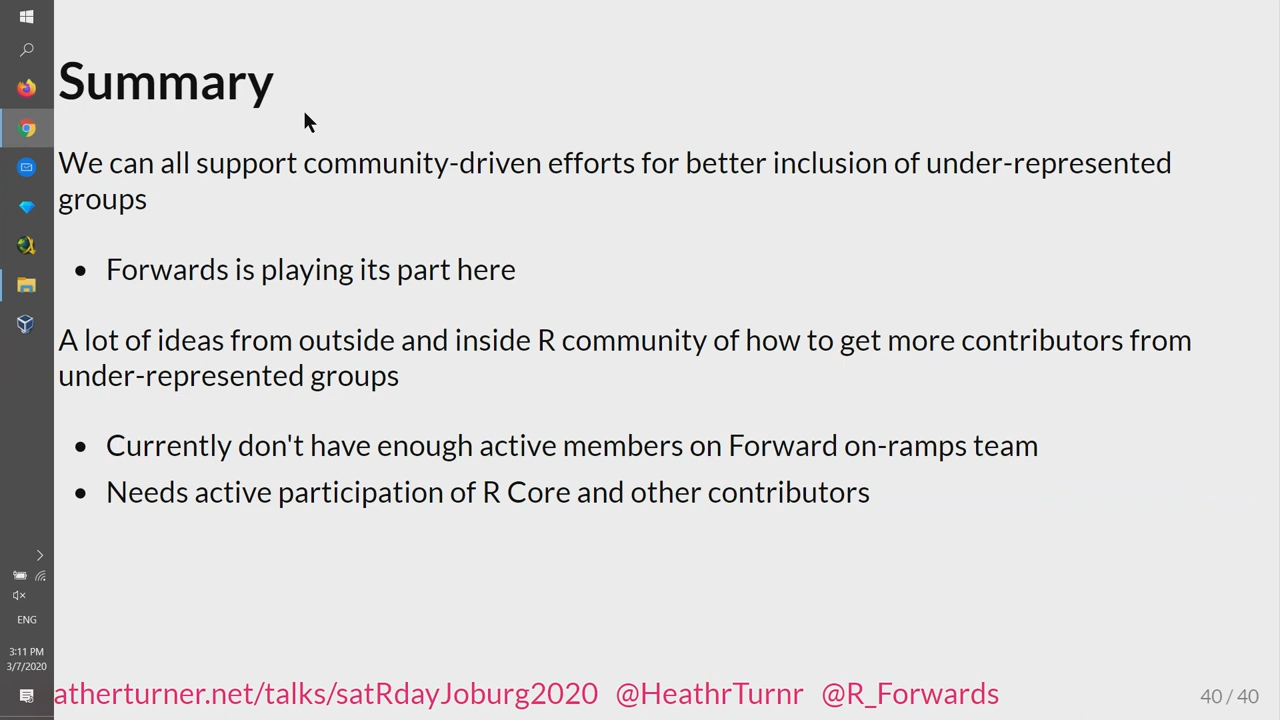 Summary
We can all support community-driven efforts for better inclusion of under-represented
groups
• Forwards is playing its part here
A lot of ideas from outside and inside R community of how to get more contributors from
under-represented groups
• Currently don't have enough active members on Forward on-ramps team
• Needs active participation of R Core and other contributors
ENG
3:11 PM
3/7/2020
atherturner.net/talks/satRdayJoburg2020 @HeathrTurnr @R_Forwards
40 / 40